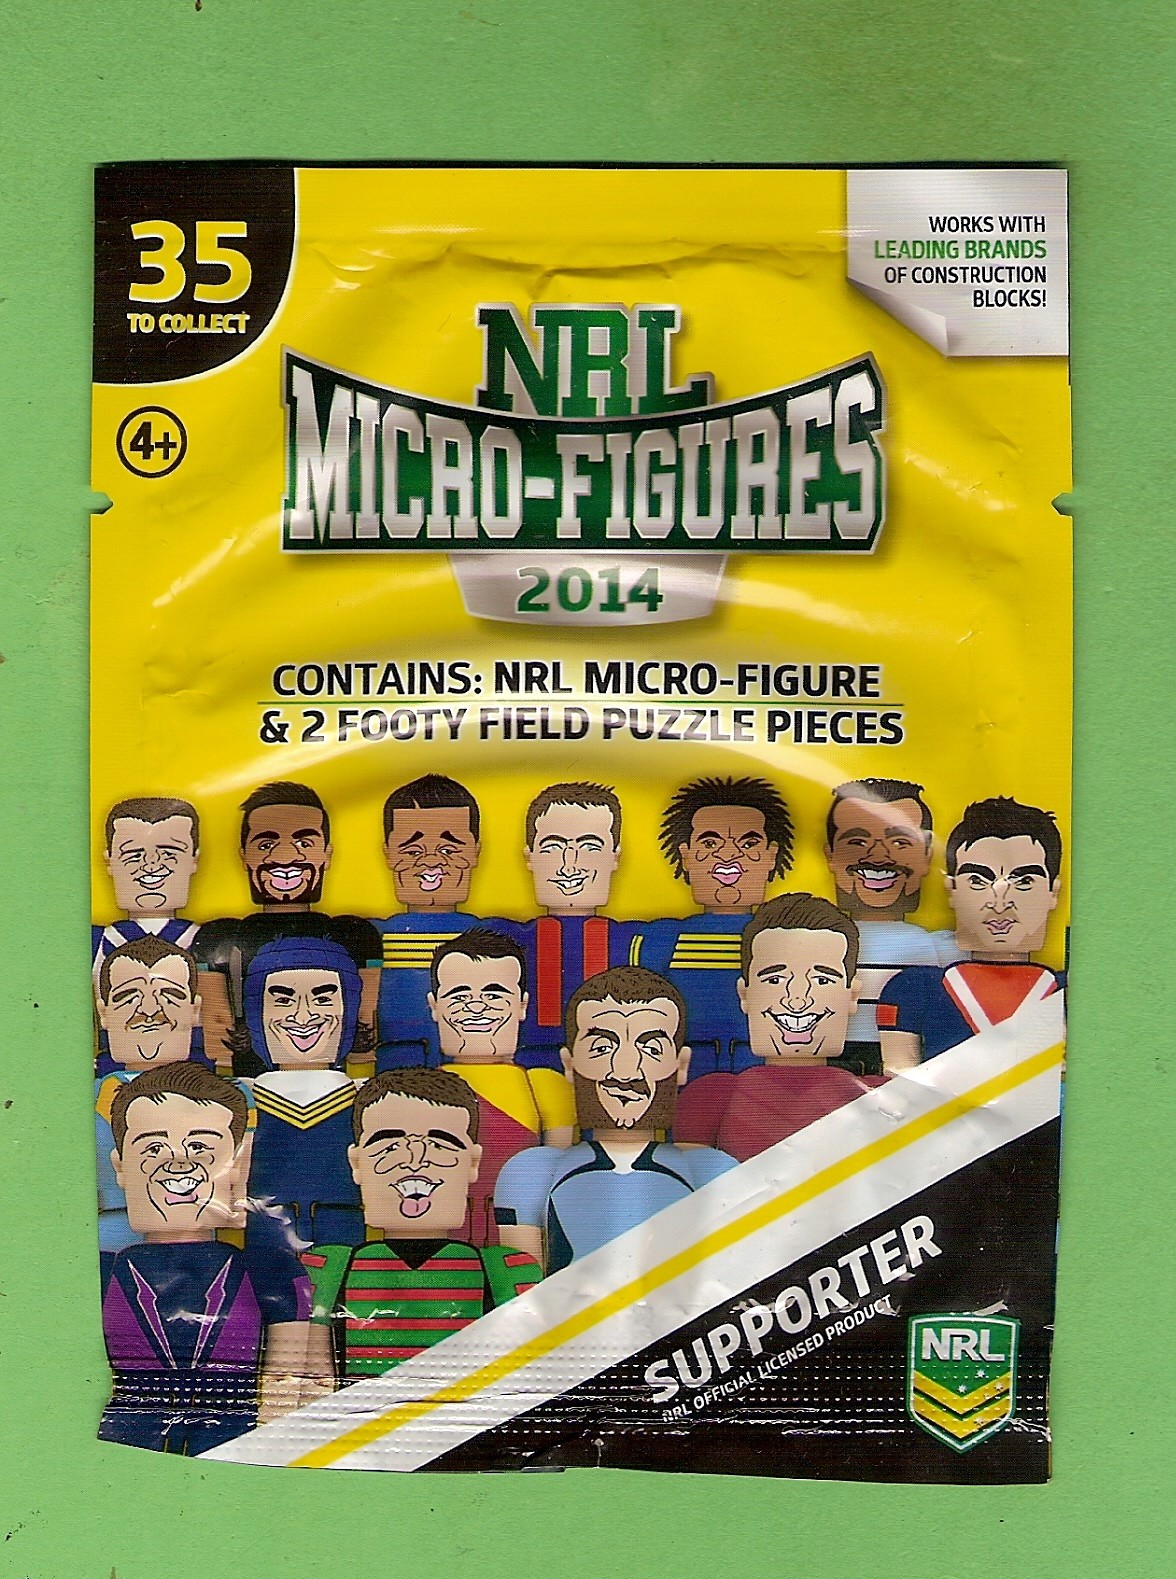 35
TO COLLECT
WORKS WITH
LEADING BRANDS
OF CONSTRUCTION
BLOCKS!
4+
NRL
MICRO-FIGURES
2014
CONTAINS: NRL MICRO-FIGURE
& 2 FOOTY FIELD PUZZLE PIECES
SUPPORTER
NRL OFFICIAL LICENSED PRODUCT
NRL